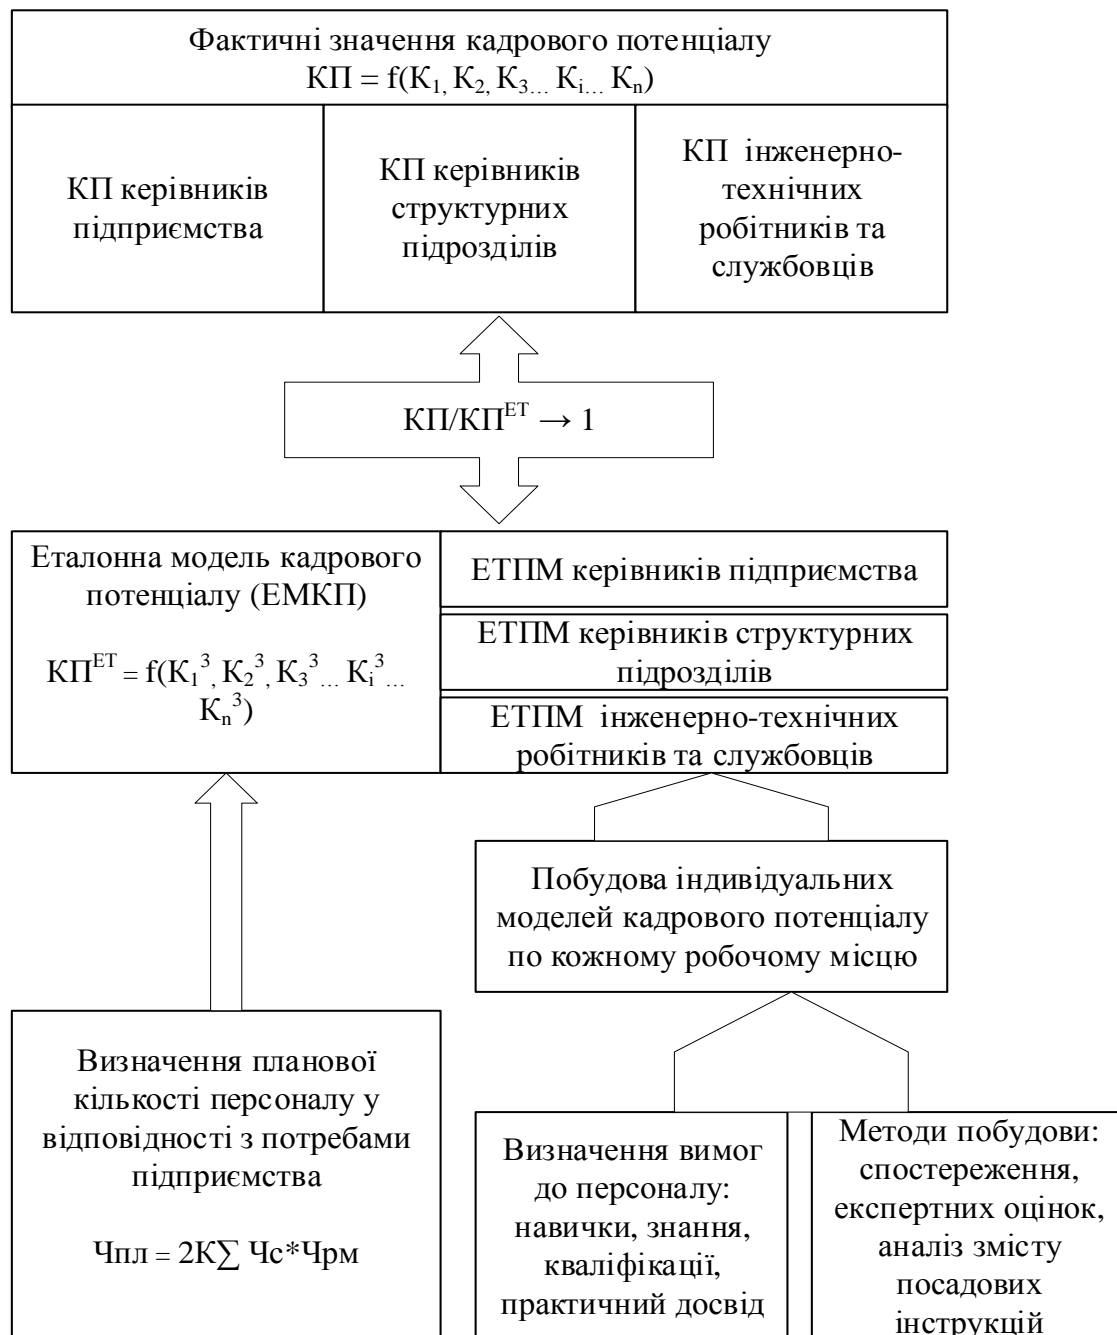 Фактичні значення кадрового потенціалу
КП = f(К₁, К₂, К₃… Кᵢ… Кₙ)
КП керівників
підприємства
КП керівників
структурних
підрозділів
КП інженерно-
технічних
робітників та
службовців
КП/КПᴱᵀ → 1
Еталонна модель кадрового
потенціалу (ЕМКП)
КПᴱᵀ = f(К₁³, К₂³, К₃³… Кᵢ³…
Кₙ³)
ЕТПМ керівників підприємства
ЕТПМ керівників структурних
підрозділів
ЕТПМ інженерно-технічних
робітників та службовців
Побудова індивідуальних
моделей кадрового потенціалу
по кожному робочому місцю
Визначення планової
кількості персоналу у
відповідності з потребами
підприємства
Чпл = 2К∑ Чс*Чрм
Визначення вимог
до персоналу:
навички, знання,
кваліфікації,
практичний досвід
Методи побудови:
спостереження,
експертних оцінок,
аналіз змісту
посадових
інструкцій